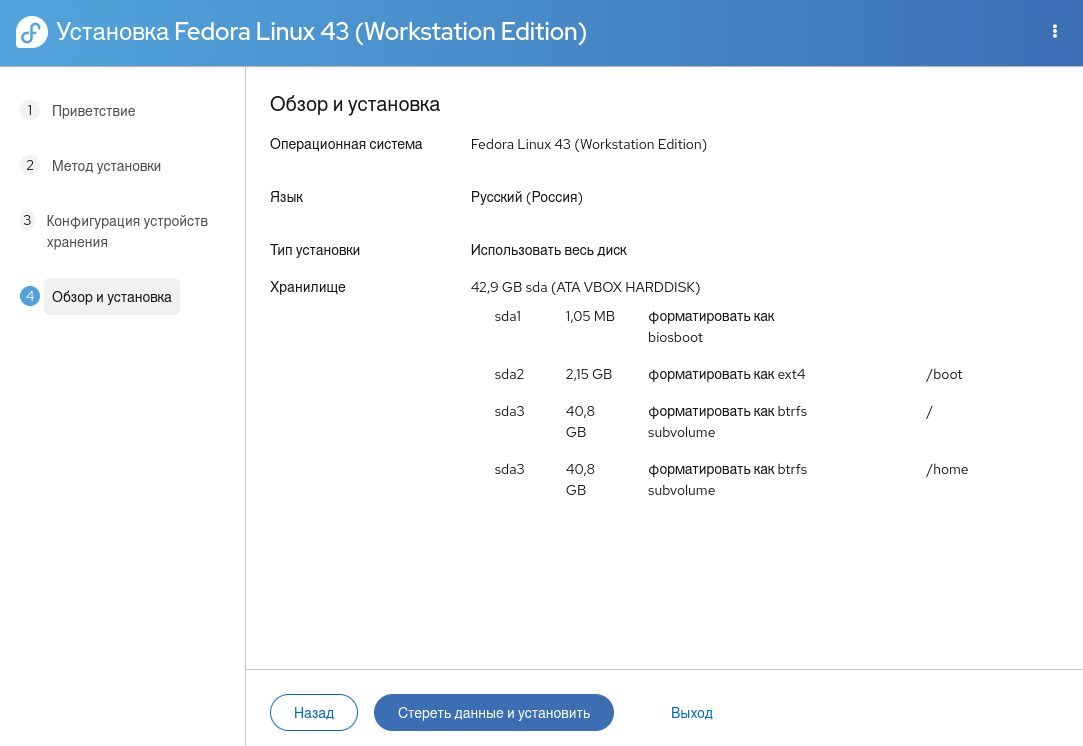 Установка Fedora Linux 43 (Workstation Edition)
1 Приветствие
2 Метод установки
3 Конфигурация устройств
хранения
4 Обзор и установка
Обзор и установка
Операционная система Fedora Linux 43 (Workstation Edition)
Язык Русский (Россия)
Тип установки Использовать весь диск
Хранилище 42,9 GB sda (ATA VBOX HARDDISK)
sda1 1,05 MB форматировать как
biosboot
sda2 2,15 GB форматировать как ext4 /boot
sda3 40,8 форматировать как btrfs /
GB subvolume
sda3 40,8 форматировать как btrfs /home
GB subvolume
Назад Стереть данные и установить Выход